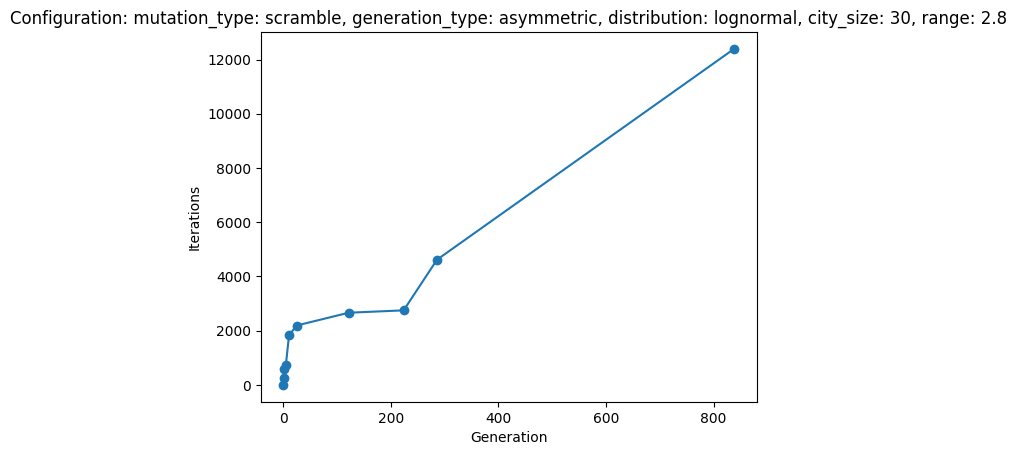 Configuration: mutation_type: scramble, generation_type: asymmetric, distribution: lognormal, city_size: 30, range: 2.8
12000
10000
8000
6000
4000
2000
0
Iterations
0 200 400 600 800
Generation